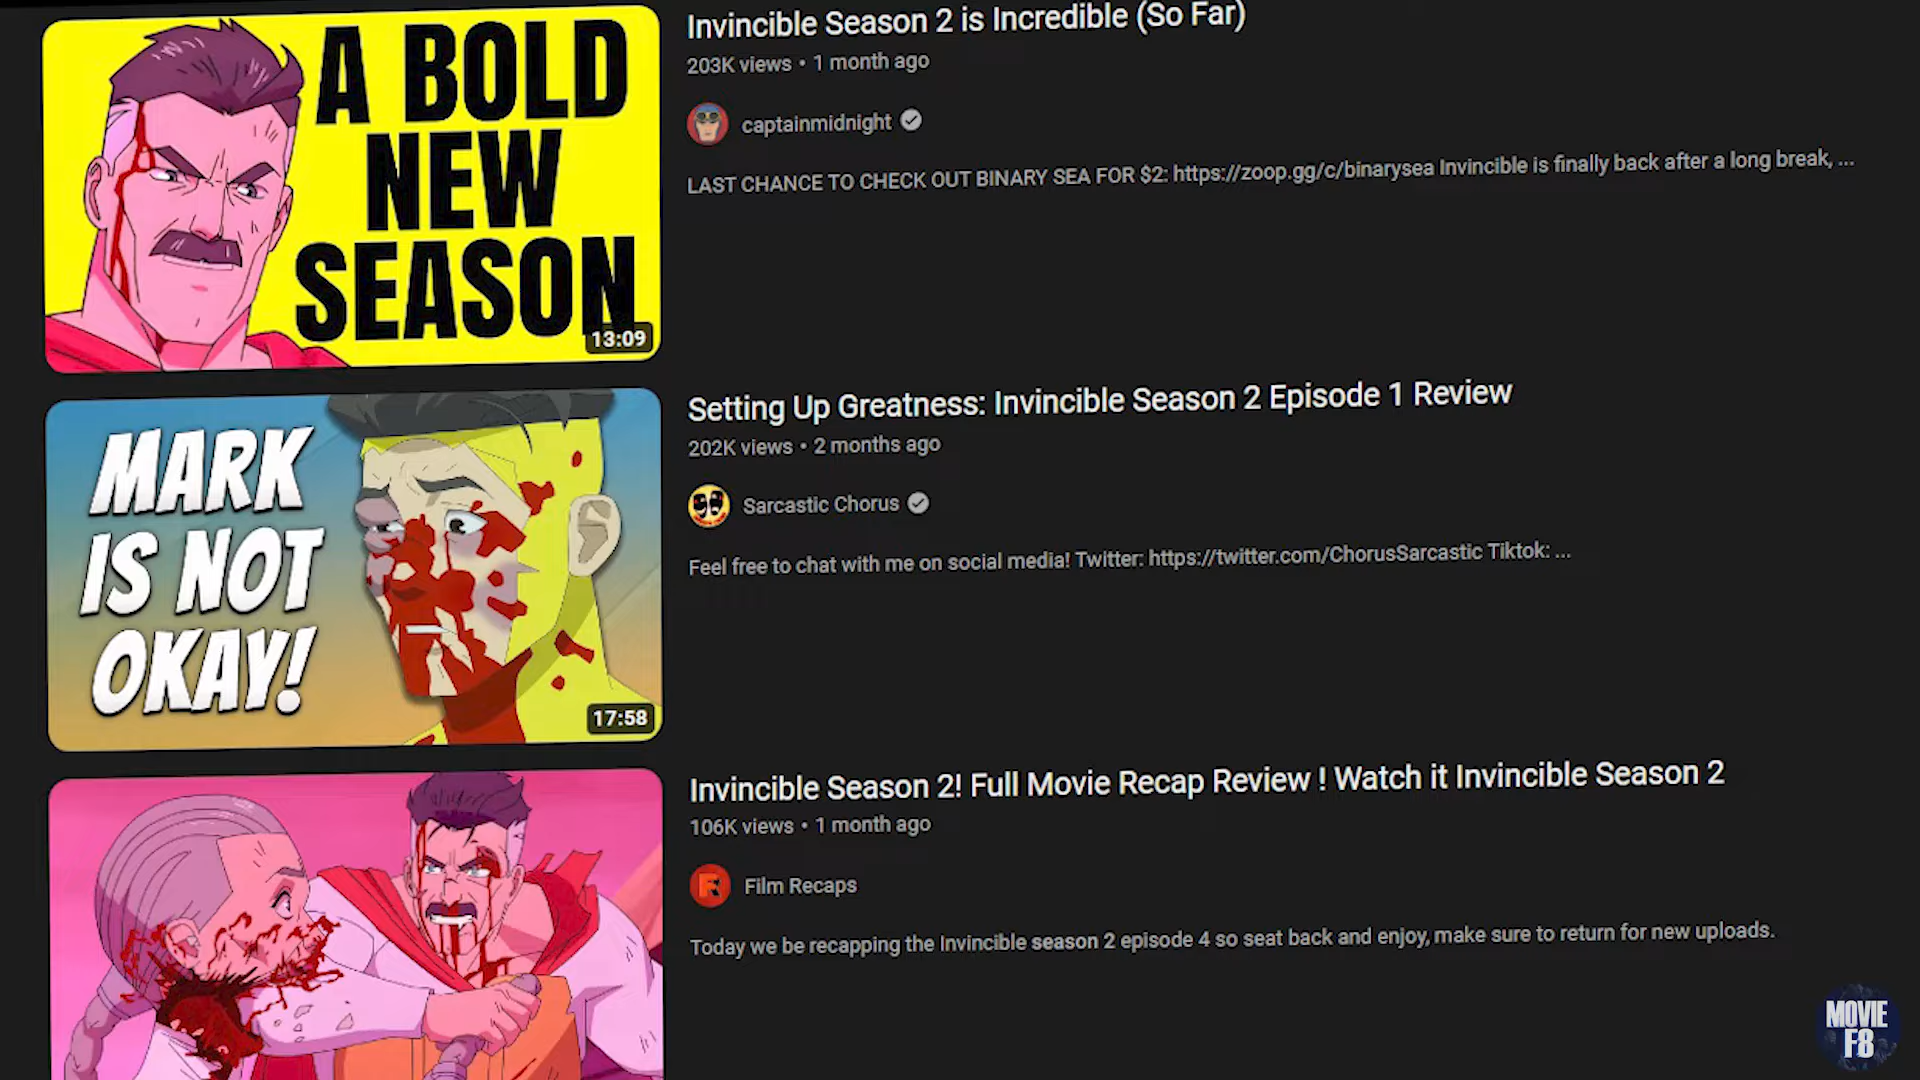 A BOLD
NEW
SEASON
13:09
Invincible Season 2 is Incredible (So Far)
203K views • 1 month ago
captainmidnight
LAST CHANCE TO CHECK OUT BINARY SEA FOR $2: https://zoop.gg/c/binarysea Invincible is finally back after a long break, ...
MARK
IS NOT
OKAY!
17:58
Setting Up Greatness: Invincible Season 2 Episode 1 Review
202K views • 2 months ago
Sarcastic Chorus
Feel free to chat with me on social media! Twitter: https://twitter.com/ChorusSarcastic Tiktok: ...
Invincible Season 2! Full Movie Recap Review ! Watch it Invincible Season 2
106K views • 1 month ago
Film Recaps
Today we be recapping the Invincible season 2 episode 4 so seat back and enjoy, make sure to return for new uploads.
MOVIE
F8